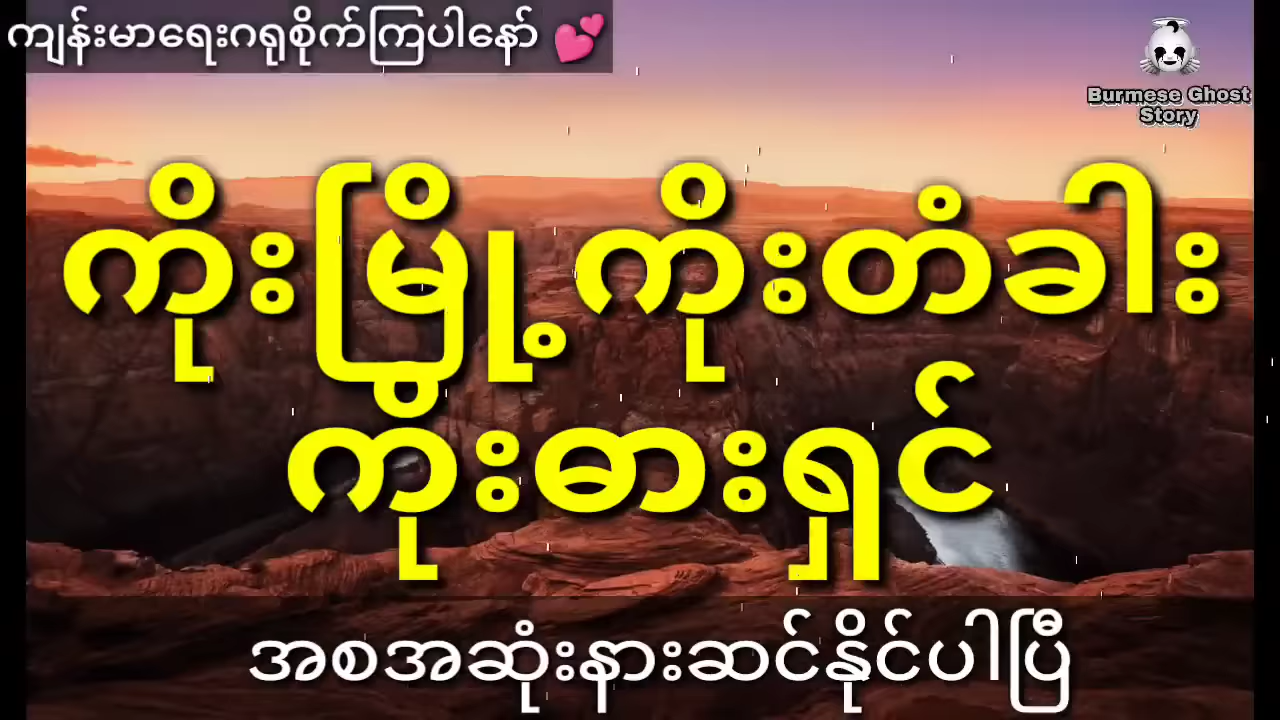 ကျန်းမာရေးဂရုစိုက်ကြပါနော် 💕
Burmese Ghost
Story
ကိုးမြို့ကိုးတံခါး
ကိုးဓားရှင်
အစအဆုံးနားဆင်နိုင်ပါပြီ